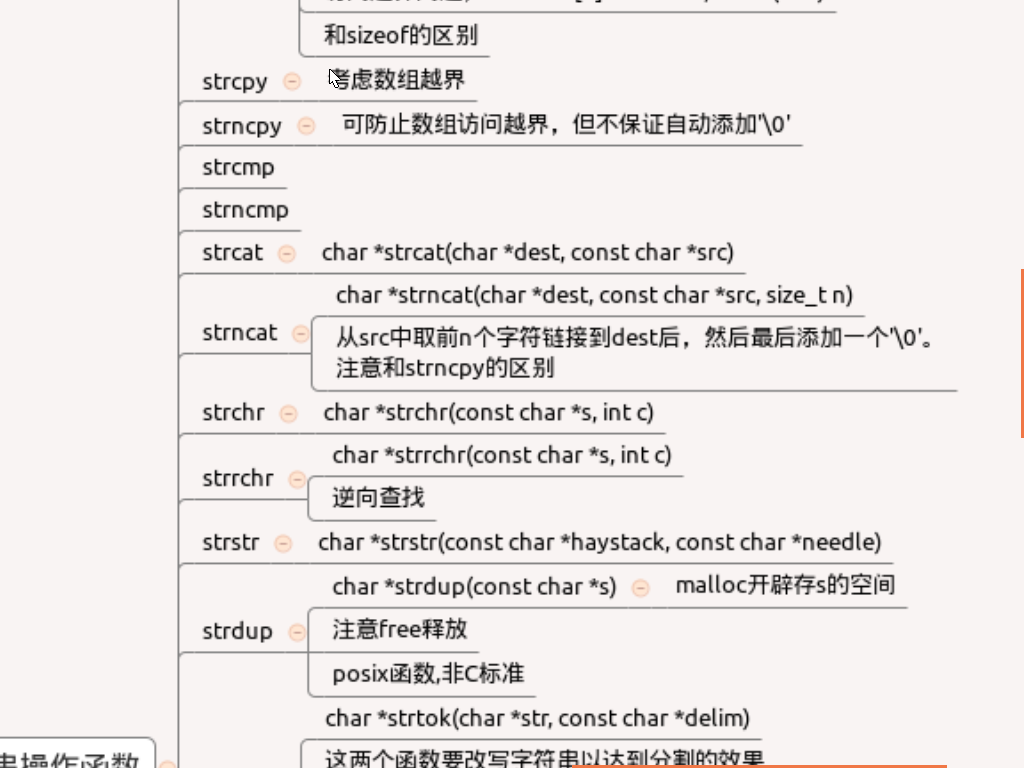 和sizeof的区别
strcpy 考虑数组越界
strncpy 可防止数组访问越界，但不保证自动添加'\0'
strcmp
strncmp
strcat char *strcat(char *dest, const char *src)
char *strncat(char *dest, const char *src, size_t n)
strncat
从src中取前n个字符链接到dest后，然后最后添加一个'\0'。
注意和strncpy的区别
strchr char *strchr(const char *s, int c)
char *strrchr(const char *s, int c)
strrchr
逆向查找
strstr char *strstr(const char *haystack, const char *needle)
char *strdup(const char *s) malloc开辟存s的空间
strdup 注意free释放
posix函数,非C标准
char *strtok(char *str, const char *delim)
串操作函数 这两个函数要改写字符串以达到分割的效果